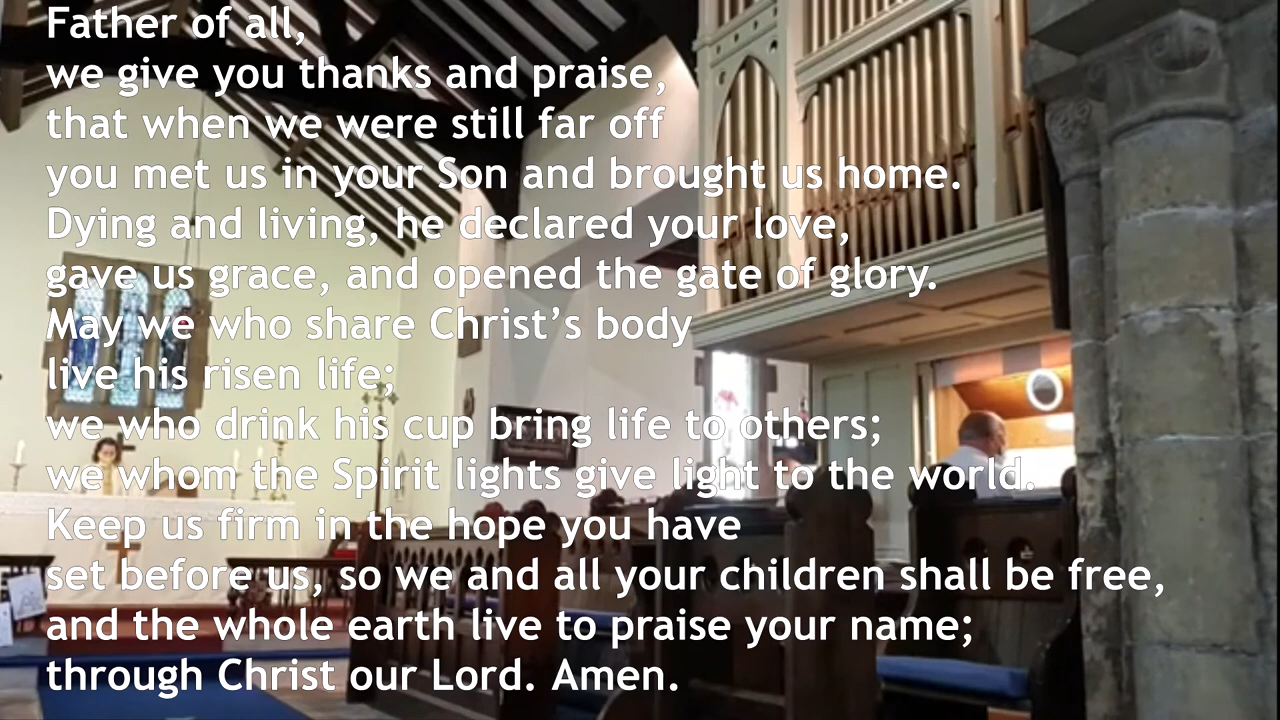 Father of all,
we give you thanks and praise,
that when we were still far off
you met us in your Son and brought us home.
Dying and living, he declared your love,
gave us grace, and opened the gate of glory.
May we who share Christ’s body
live his risen life;
we who drink his cup bring life to others;
we whom the Spirit lights give light to the world.
Keep us firm in the hope you have
set before us, so we and all your children shall be free,
and the whole earth live to praise your name;
through Christ our Lord. Amen.